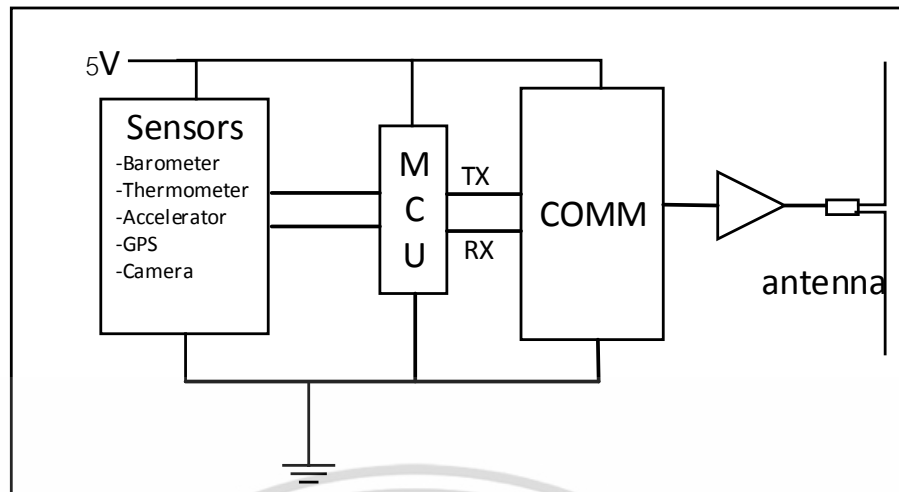 5V
Sensors
-Barometer
-Thermometer
-Accelerator
-GPS
-Camera
M
C
U
TX
RX
COMM
antenna